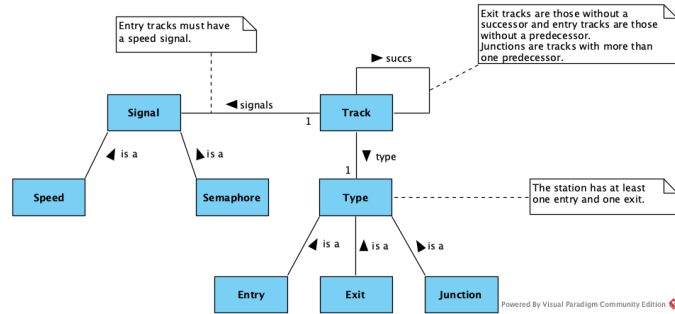 Entry tracks must have
a speed signal.
Exit tracks are those without a
successor and entry tracks are those
without a predecessor.
Junctions are tracks with more than
one predecessor.
succs
Signal
signals
1
Track
is a
is a
type
1
Speed
Semaphore
Type
The station has at least
one entry and one exit.
is a
is a
is a
Entry
Exit
Junction
Powered By Visual Paradigm Community Edition